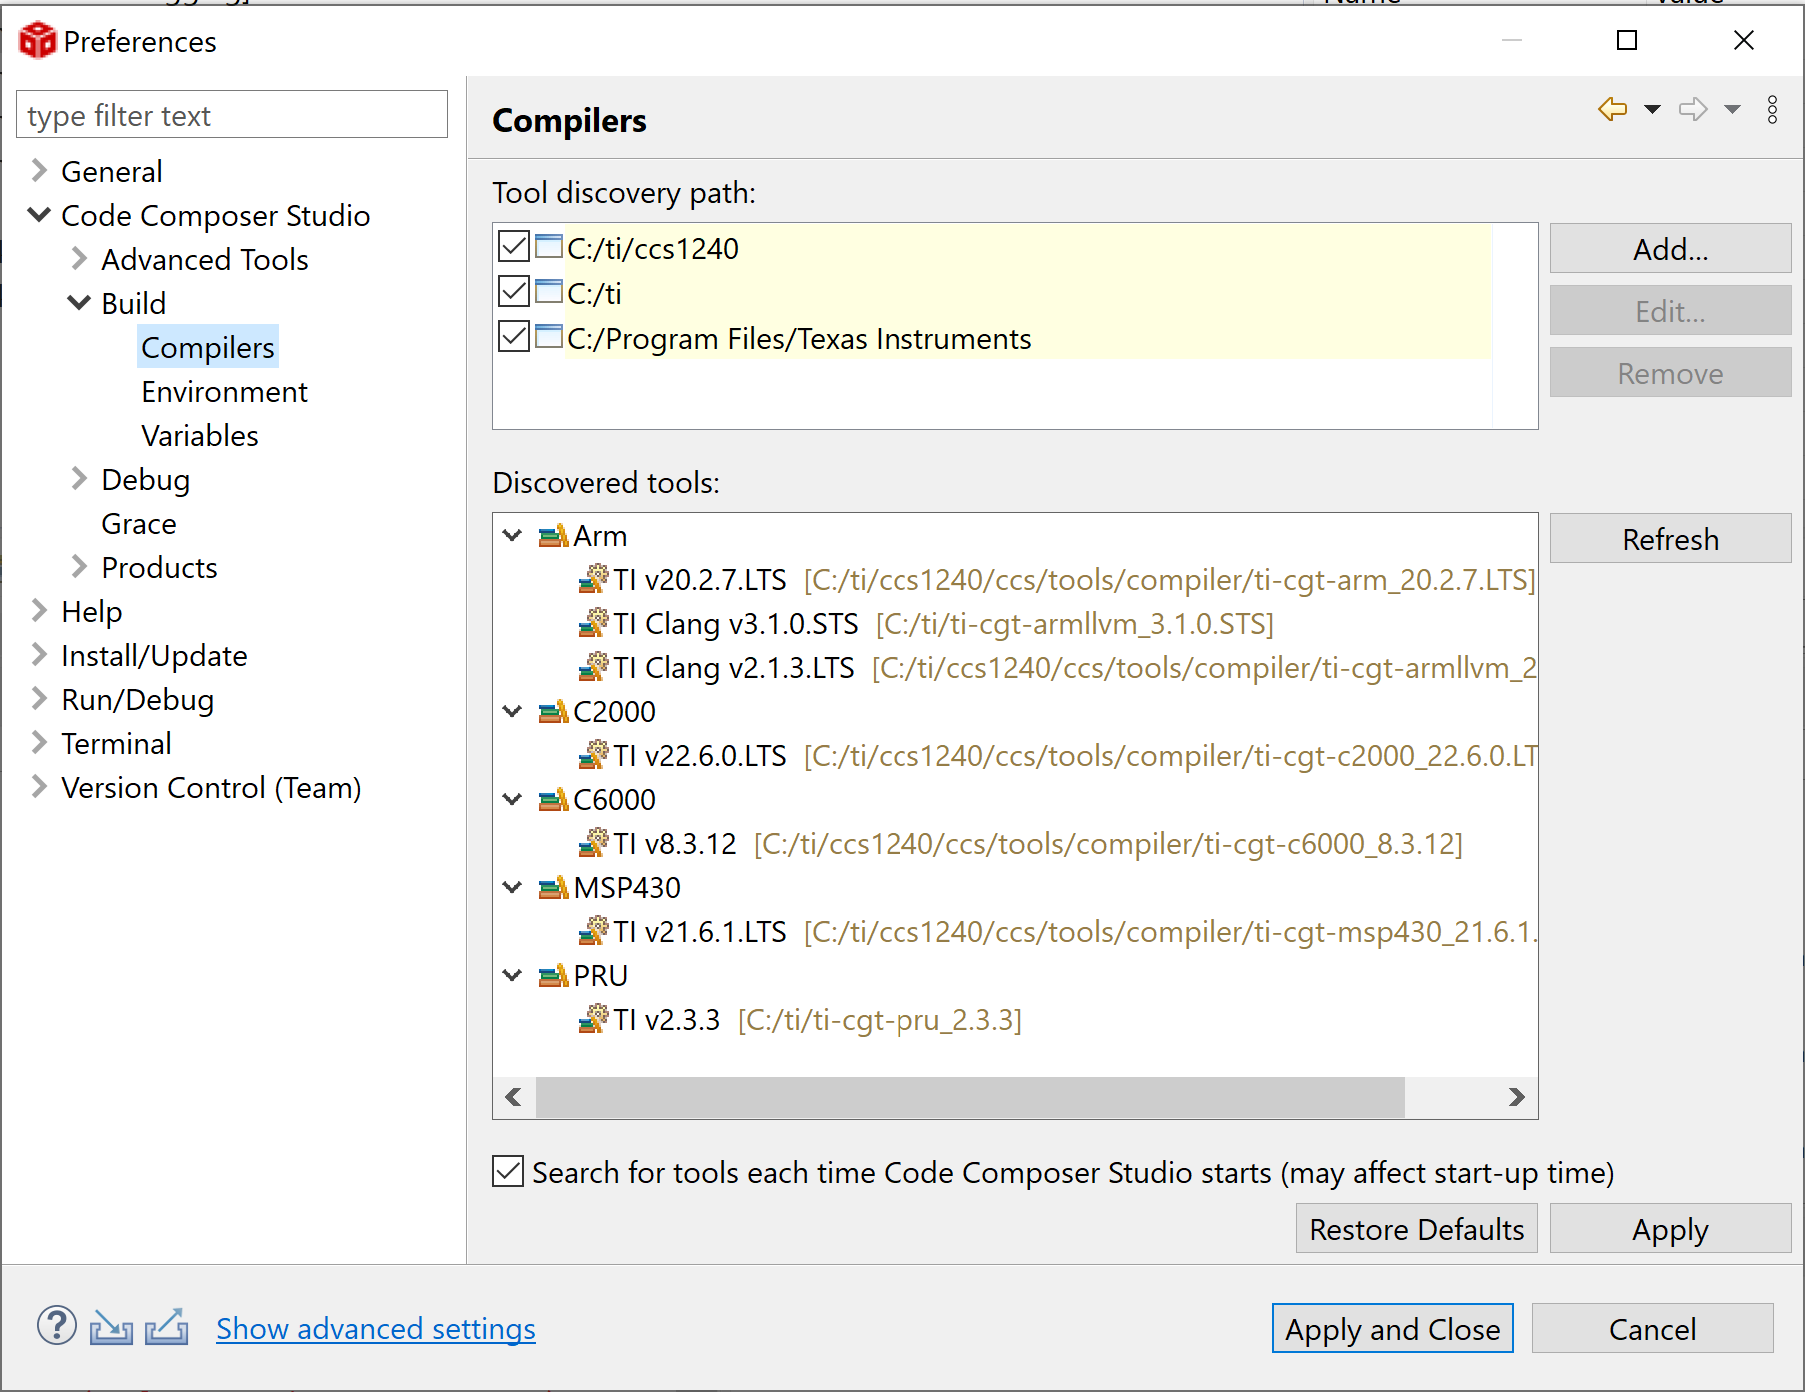 Preferences
type filter text
General
Code Composer Studio
Advanced Tools
Build
Compilers
Environment
Variables
Debug
Grace
Products
Help
Install/Update
Run/Debug
Terminal
Version Control (Team)
Compilers
Tool discovery path:
C:/ti/ccs1240
C:/ti
C:/Program Files/Texas Instruments
Add...
Edit...
Remove
Discovered tools:
Arm
TI v20.2.7.LTS [C:/ti/ccs1240/ccs/tools/compiler/ti-cgt-arm_20.2.7.LTS]
TI Clang v3.1.0.STS [C:/ti/ti-cgt-armllvm_3.1.0.STS]
TI Clang v2.1.3.LTS [C:/ti/ccs1240/ccs/tools/compiler/ti-cgt-armllvm_2
C2000
TI v22.6.0.LTS [C:/ti/ccs1240/ccs/tools/compiler/ti-cgt-c2000_22.6.0.LT
C6000
TI v8.3.12 [C:/ti/ccs1240/ccs/tools/compiler/ti-cgt-c6000_8.3.12]
MSP430
TI v21.6.1.LTS [C:/ti/ccs1240/ccs/tools/compiler/ti-cgt-msp430_21.6.1.
PRU
TI v2.3.3 [C:/ti/ti-cgt-pru_2.3.3]
Refresh
Search for tools each time Code Composer Studio starts (may affect start-up time)
Restore Defaults
Apply
Show advanced settings
Apply and Close
Cancel